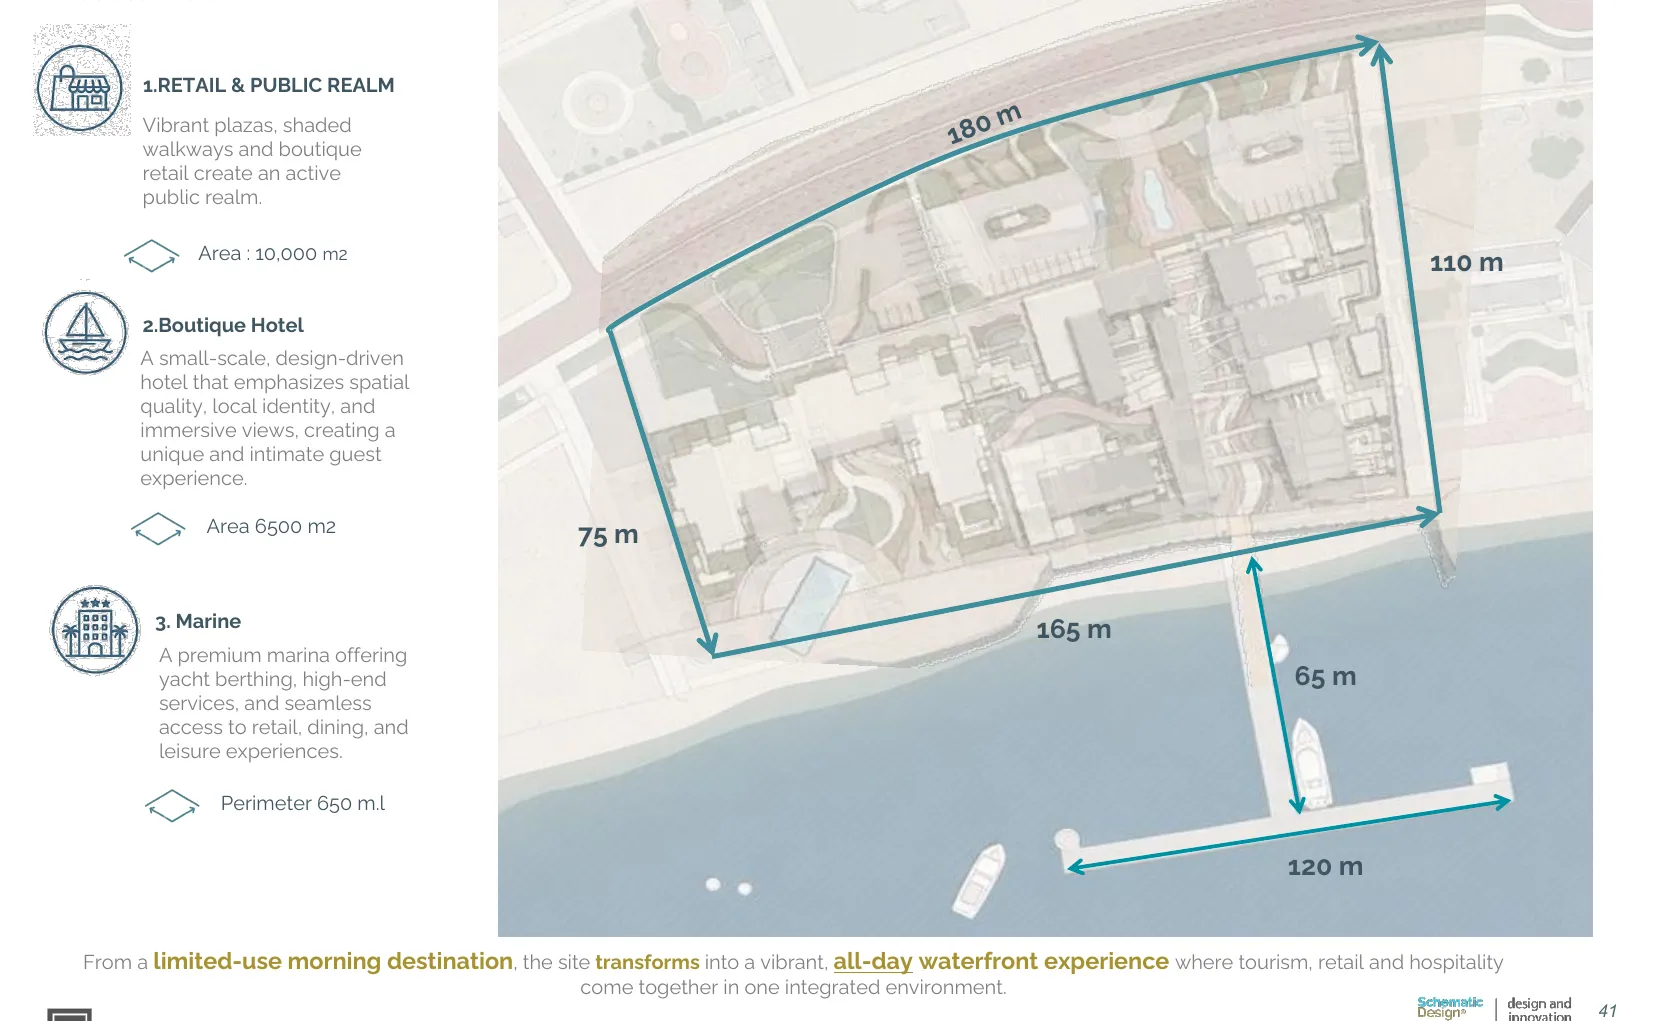 1.RETAIL & PUBLIC REALM
Vibrant plazas, shaded
walkways and boutique
retail create an active
public realm.
Area : 10,000 m2
2.Boutique Hotel
A small-scale, design-driven
hotel that emphasizes spatial
quality, local identity, and
immersive views, creating a
unique and intimate guest
experience.
Area 6500 m2
3. Marine
A premium marina offering
yacht berthing, high-end
services, and seamless
access to retail, dining, and
leisure experiences.
Perimeter 650 m.l
180 m
110 m
75 m
165 m
65 m
120 m
From a limited-use morning destination, the site transforms into a vibrant, all-day waterfront experience where tourism, retail and hospitality
come together in one integrated environment.
Schematic
Design®
design and
innovation
41